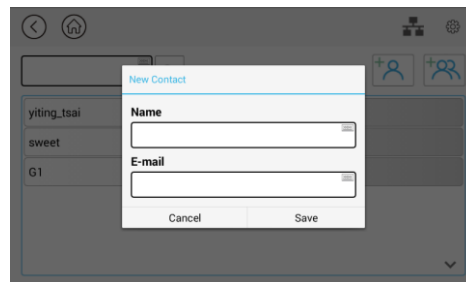 New Contact
yiting_tsai
Name
sweet
E-mail
G1
Cancel
Save